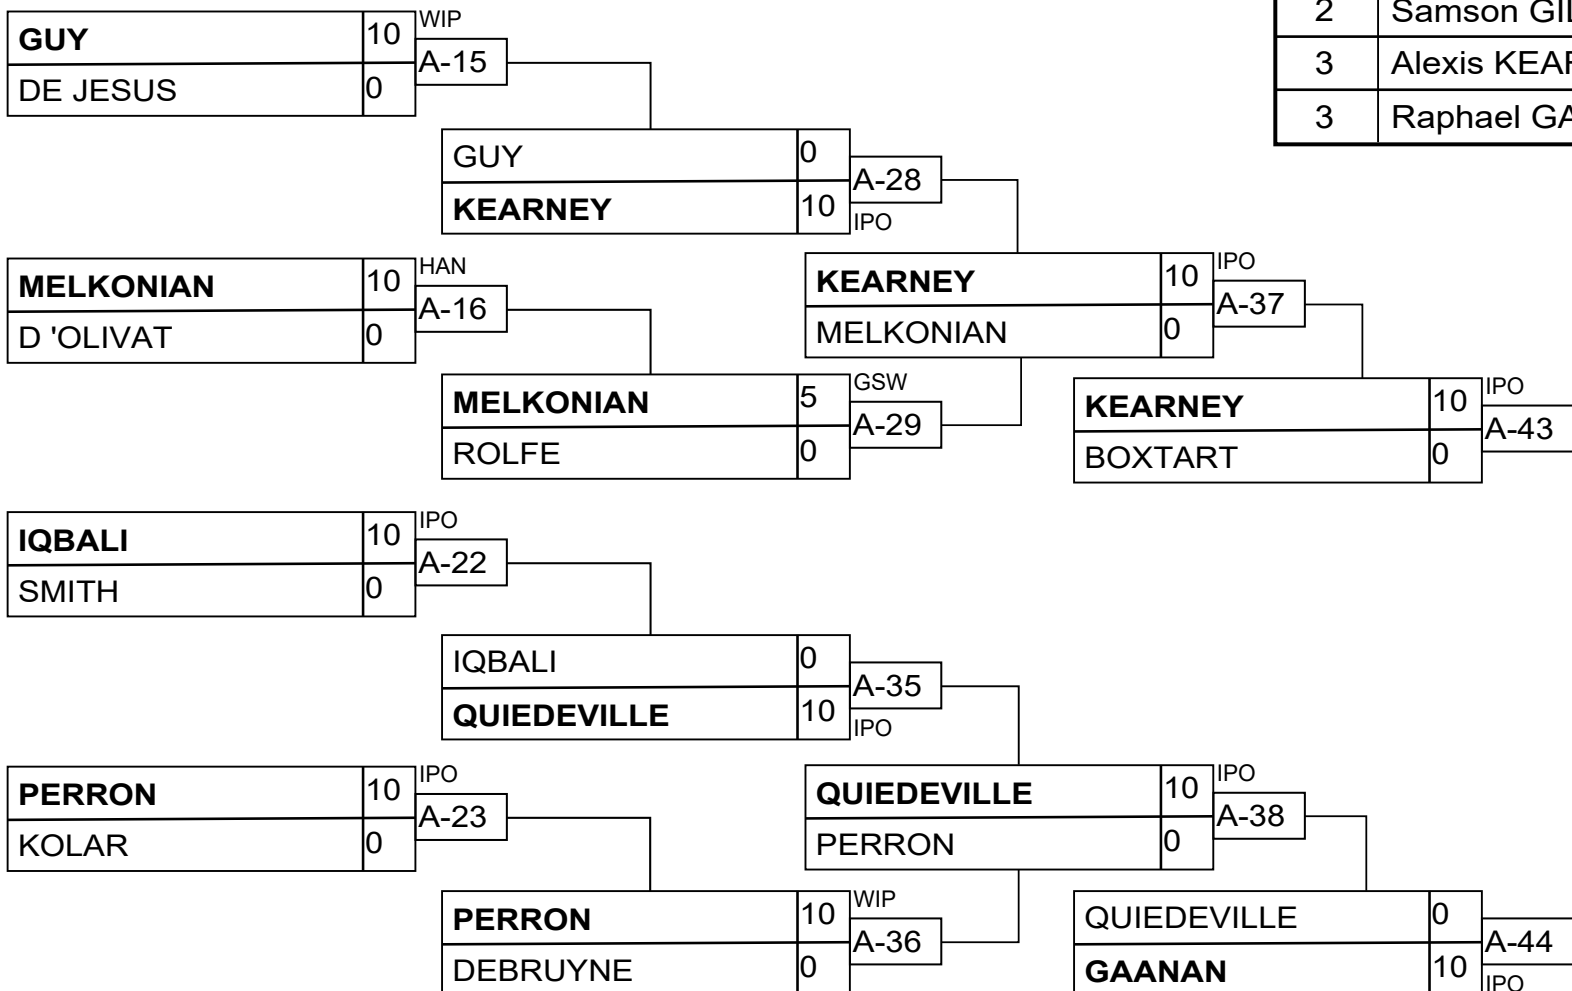 2 Samson
3 Alexis
3 Raphael
GUY 10 WIP
A-15
DE JESUS 0
GUY 0
A-28
KEARNEY 10 IPO
MELKONIAN 10 HAN
A-16
D 'OLIVAT 0
KEARNEY 10 IPO
A-37
MELKONIAN 0
MELKONIAN 5 GSW
A-29
ROLFE 0
KEARNEY 10 IPO
A-43
BOXTART 0
IQBALI 10 IPO
A-22
SMITH 0
IQBALI 0
A-35
QUIEDEVILLE 10 IPO
PERRON 10 IPO
A-23
KOLAR 0
QUIEDEVILLE 10 IPO
A-38
PERRON 0
PERRON 10 WIP
A-36
DEBRUYNE 0
QUIEDEVILLE 0
A-44
GAANAN 10 IPO